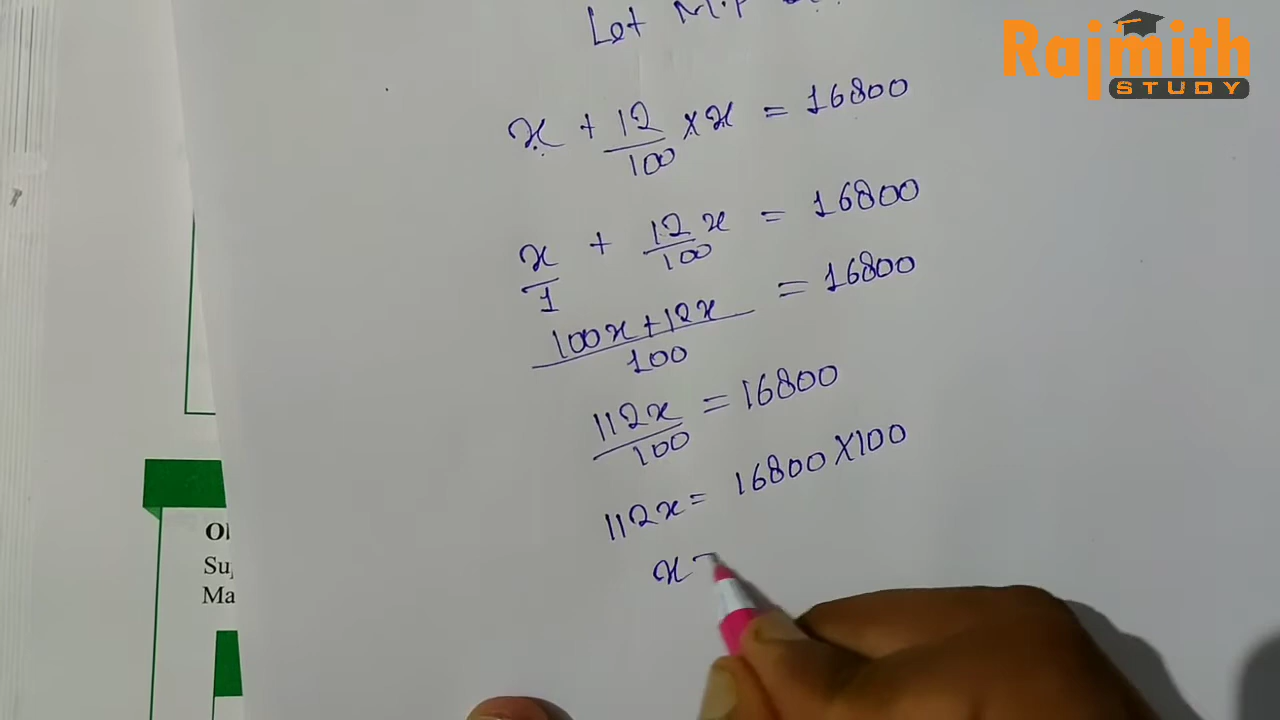 Rajmith
STUDY
Let M.P
x + 12/100 × x = 16800
x/1 + 12/100 x = 16800
100x + 12x / 100 = 16800
112x/100 = 16800
112x = 16800 × 100
x
Su
Ma